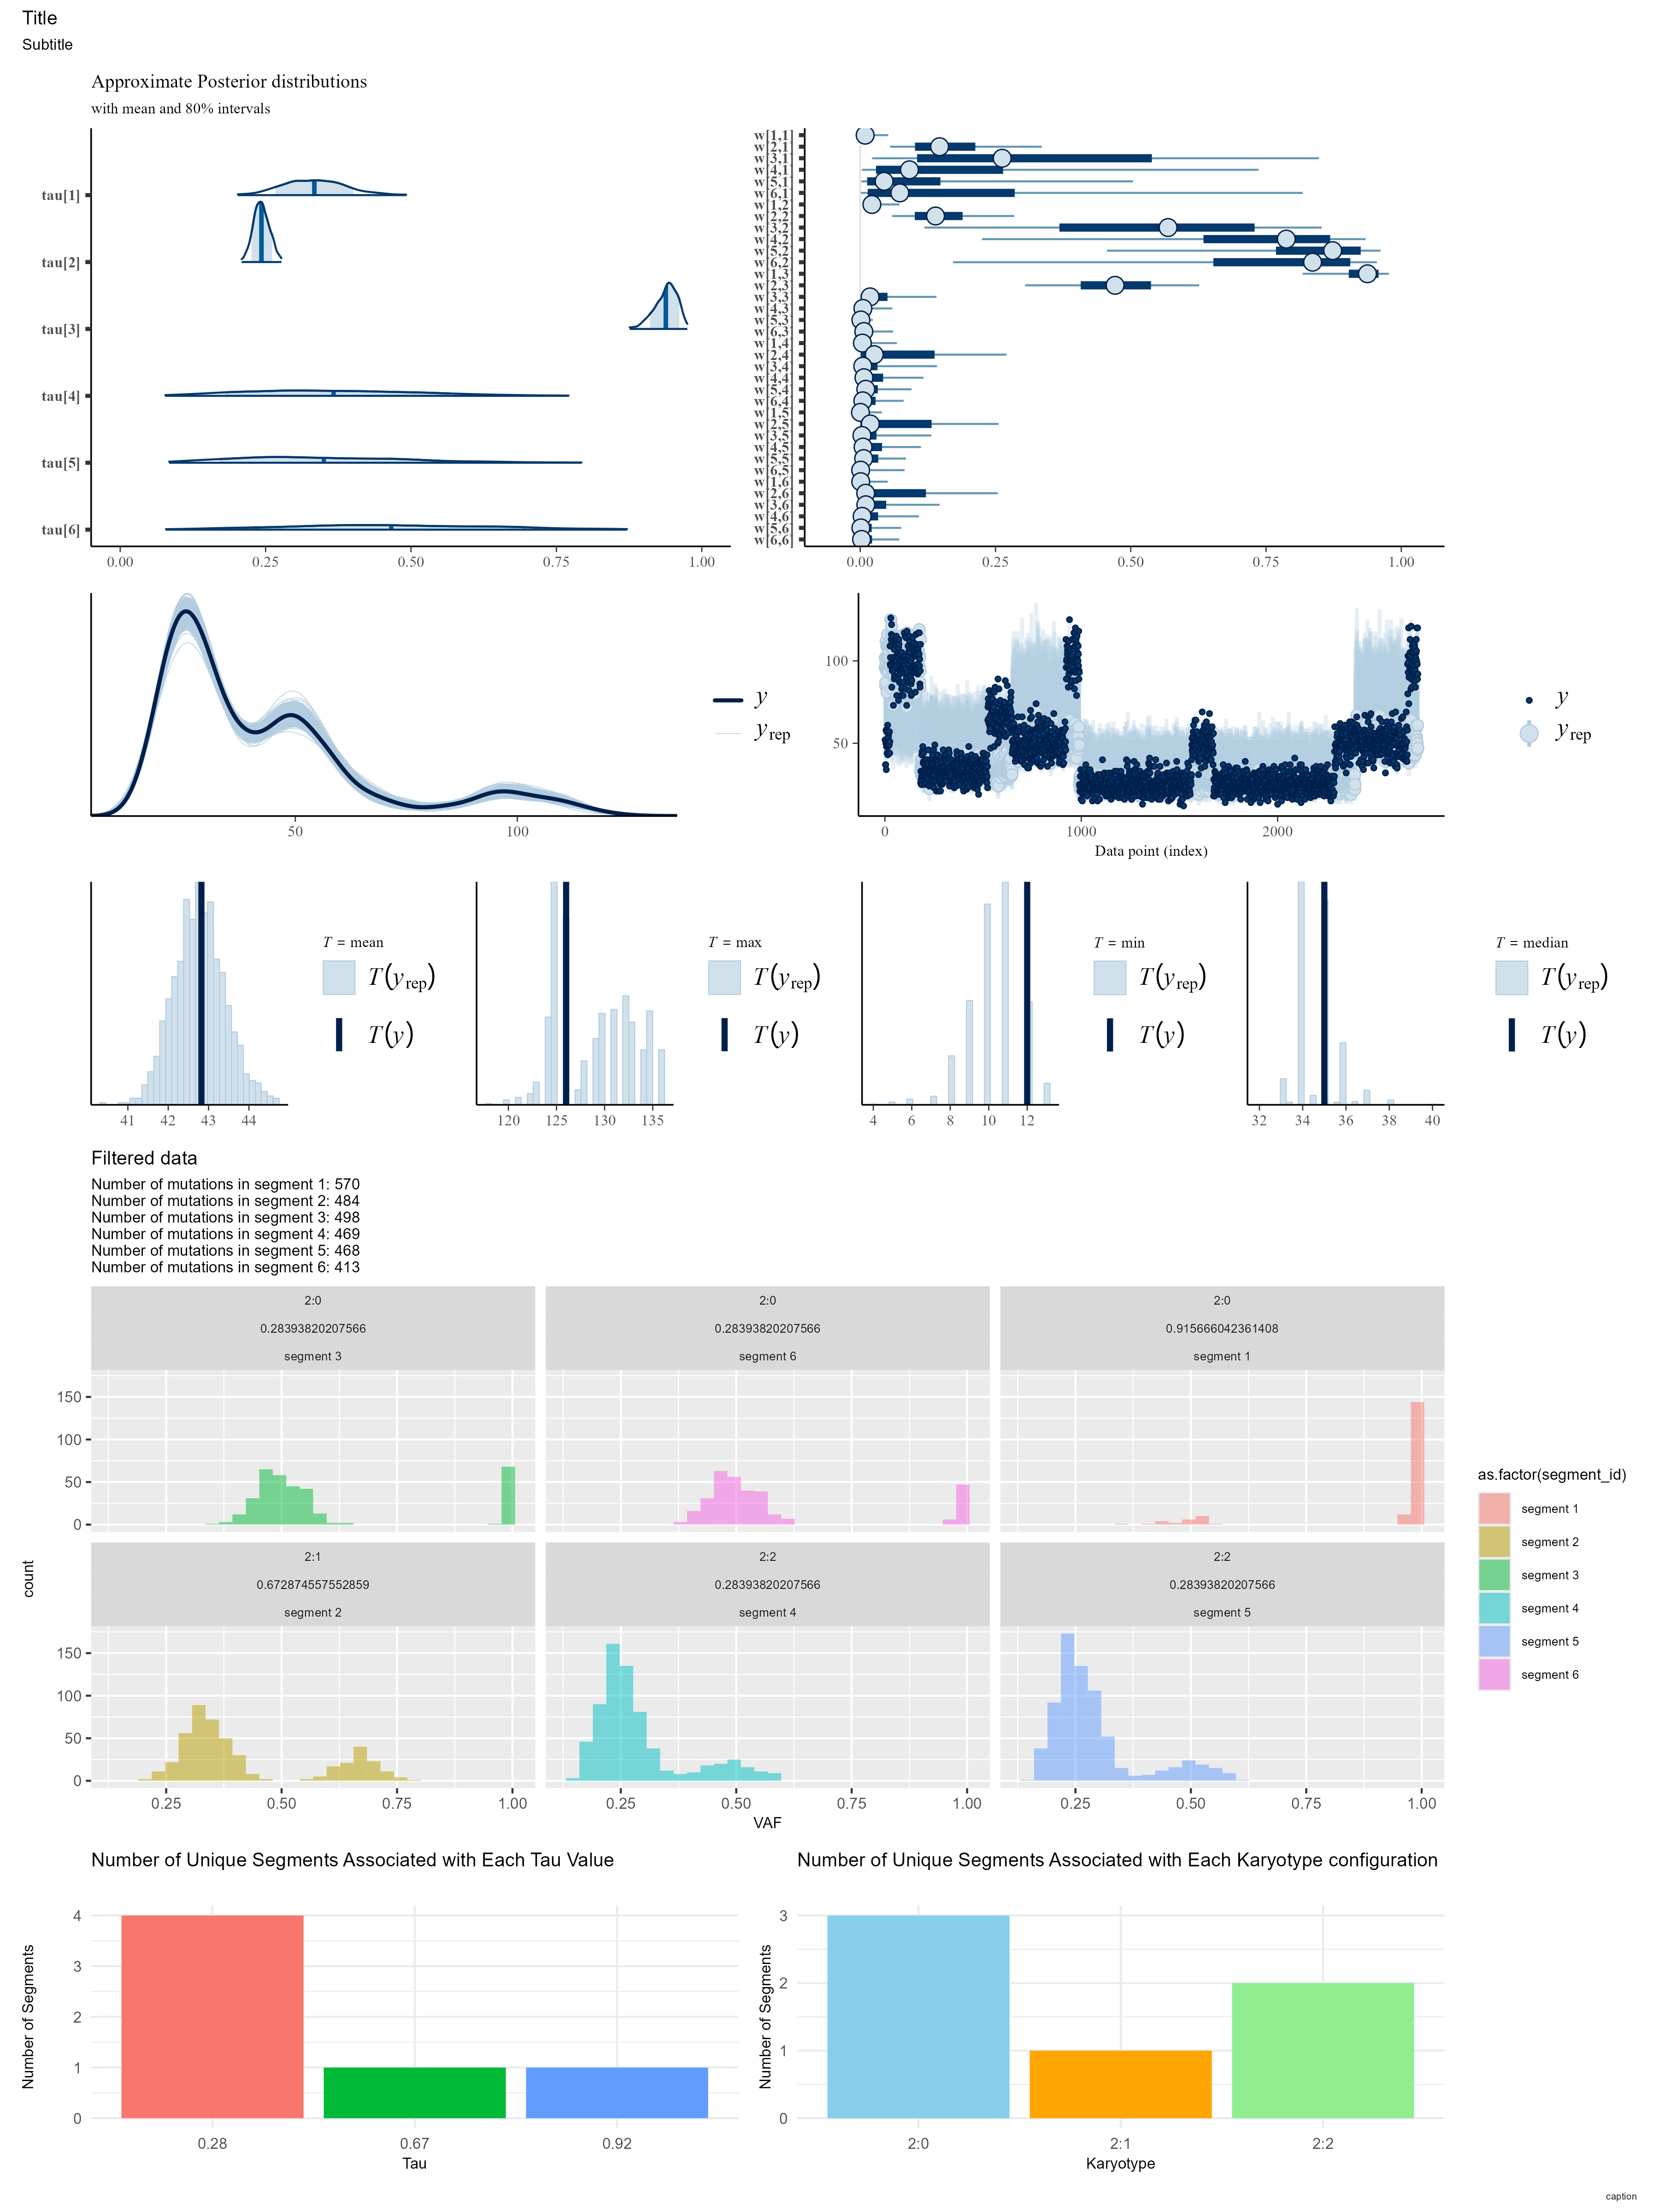 Title
Subtitle
Approximate Posterior distributions
with mean and 80% intervals
tau[1]
tau[2]
tau[3]
tau[4]
tau[5]
tau[6]
0.00 0.25 0.50 0.75 1.00
w[1,1]
w[2,1]
w[3,1]
w[4,1]
w[5,1]
w[6,1]
w[1,2]
w[2,2]
w[3,2]
w[4,2]
w[5,2]
w[6,2]
w[1,3]
w[2,3]
w[3,3]
w[4,3]
w[5,3]
w[6,3]
w[1,4]
w[2,4]
w[3,4]
w[4,4]
w[5,4]
w[6,4]
w[1,5]
w[2,5]
w[3,5]
w[4,5]
w[5,5]
w[6,5]
w[1,6]
w[2,6]
w[3,6]
w[4,6]
w[5,6]
w[6,6]
0.00 0.25 0.50 0.75 1.00
50 100
y
yrep
100
50
0 1000 2000
Data point (index)
y
yrep
41 42 43 44
T = mean
T(yrep)
T(y)
120 125 130 135
T = max
T(yrep)
T(y)
4 6 8 10 12
T = min
T(yrep)
T(y)
32 34 36 38 40
T = median
T(yrep)
T(y)
Filtered data
Number of mutations in segment 1: 570
Number of mutations in segment 2: 484
Number of mutations in segment 3: 498
Number of mutations in segment 4: 469
Number of mutations in segment 5: 468
Number of mutations in segment 6: 413
2:0 2:0 2:0
0.28393820207566 0.28393820207566 0.915666042361408
segment 3 segment 6 segment 1
150
100
50
0
2:1 2:2 2:2
0.672874557552859 0.28393820207566 0.28393820207566
segment 2 segment 4 segment 5
150
100
50
0
count
0.25 0.50 0.75 1.00 0.25 0.50 0.75 1.00 0.25 0.50 0.75 1.00
VAF
as.factor(segment_id)
segment 1
segment 2
segment 3
segment 4
segment 5
segment 6
Number of Unique Segments Associated with Each Tau Value
Number of Segments
4
3
2
1
0
0.28 0.67 0.92
Tau
Number of Unique Segments Associated with Each Karyotype configuration
Number of Segments
3
2
1
0
2:0 2:1 2:2
Karyotype
caption